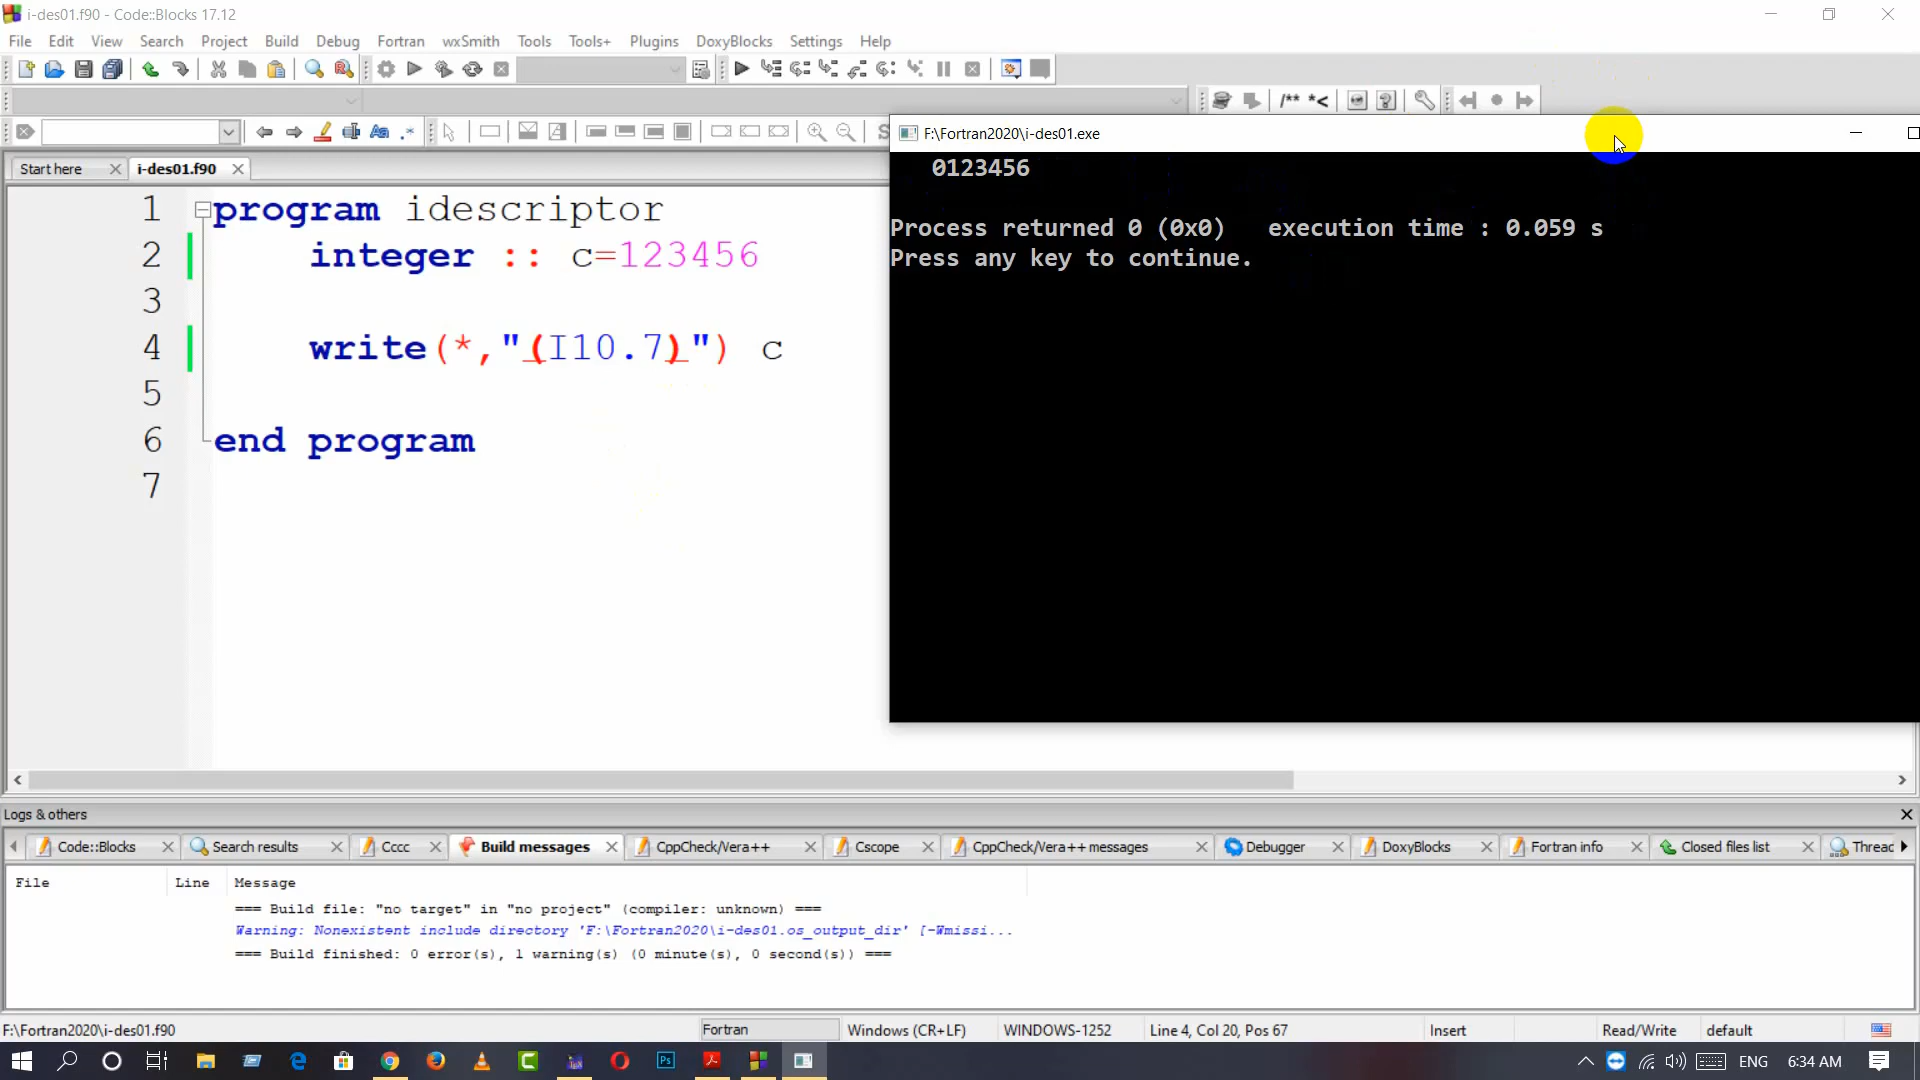 i-des01.f90 - Code::Blocks 17.12
File Edit View Search Project Build Debug Fortran wxSmith Tools Tools+ Plugins DoxyBlocks Settings Help
/** *<
S
F:\Fortran2020\i-des01.exe
Start here i-des01.f90
0123456
Process returned 0 (0x0)   execution time : 0.059 s
Press any key to continue.
1 program idescriptor
2 integer :: c=123456
3
4 write(*,"(I10.7)") c
5
6 end program
7
Logs & others
Code::Blocks Search results Cccc Build messages CppCheck/Vera++ Cscope CppCheck/Vera++ messages Debugger DoxyBlocks Fortran info Closed files list Threac
File Line Message
=== Build file: "no target" in "no project" (compiler: unknown) ===
Warning: Nonexistent include directory 'F:\Fortran2020\i-des01.os_output_dir' [-Wmissi...
=== Build finished: 0 error(s), 1 warning(s) (0 minute(s), 0 second(s)) ===
F:\Fortran2020\i-des01.f90 Fortran Windows (CR+LF) WINDOWS-1252 Line 4, Col 20, Pos 67 Insert Read/Write default
Ps ENG 6:34 AM